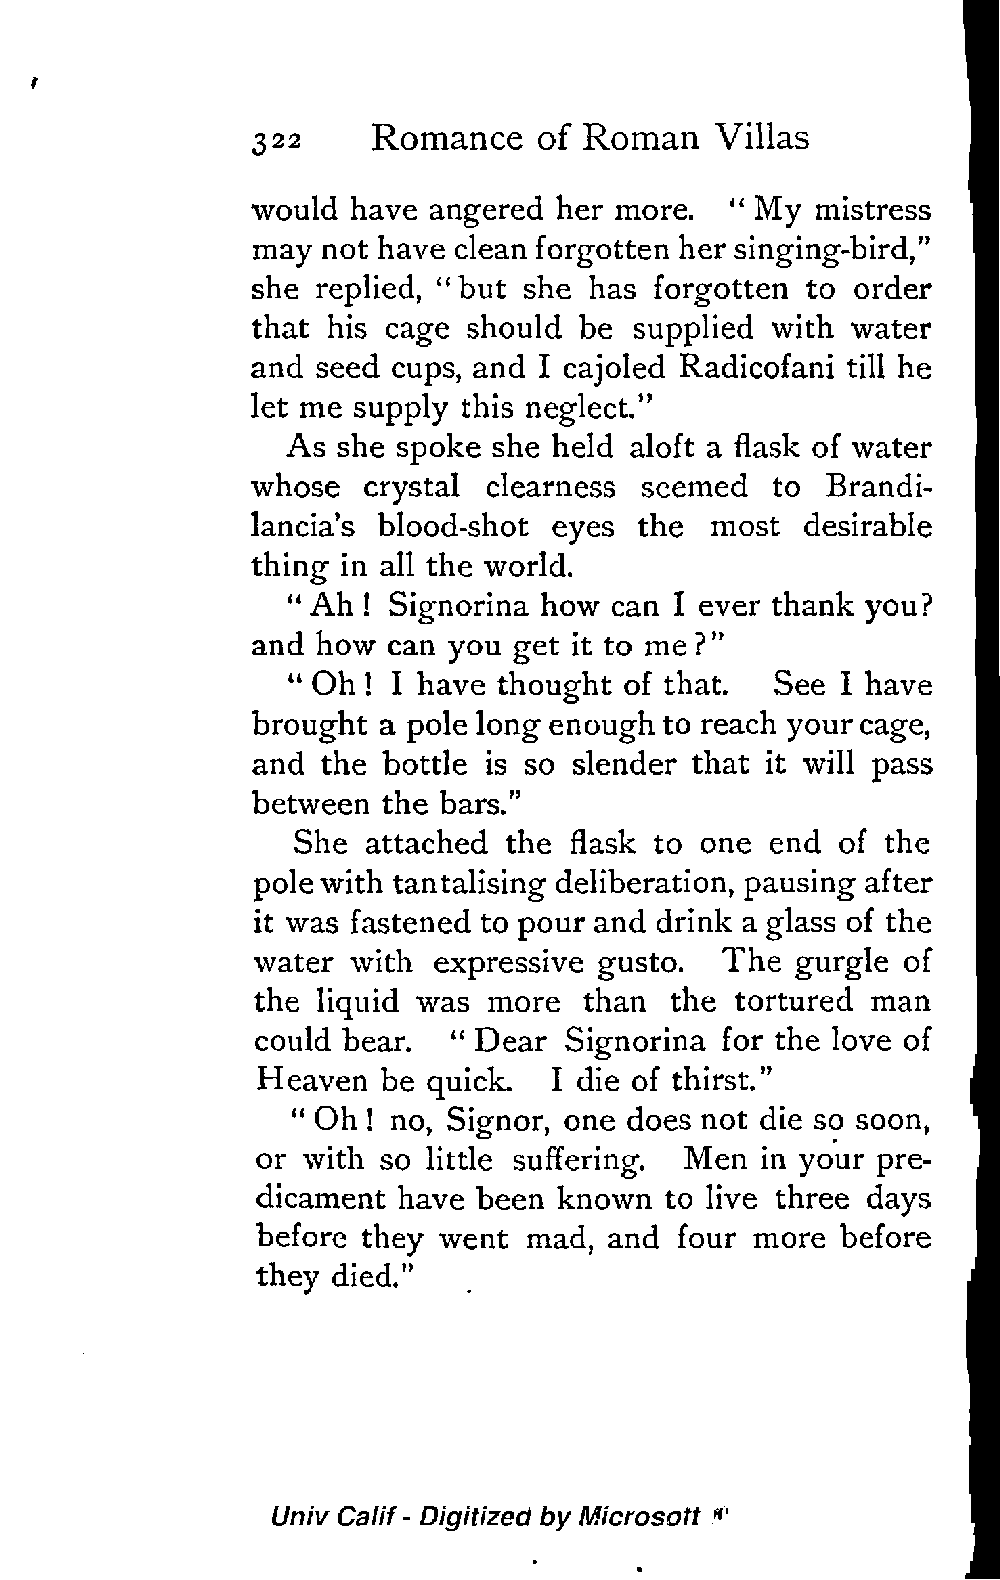 322 Romance of Roman Villas
would have angered her more. "My mistress
may not have clean forgotten her singing-bird,"
she replied, "but she has forgotten to order
that his cage should be supplied with water
and seed cups, and I cajoled Radicofani till he
let me supply this neglect."
As she spoke she held aloft a flask of water
whose crystal clearness seemed to Brandi-
lancia's blood-shot eyes the most desirable
thing in all the world.
"Ah! Signorina how can I ever thank you?
and how can you get it to me?"
"Oh! I have thought of that. See I have
brought a pole long enough to reach your cage,
and the bottle is so slender that it will pass
between the bars."
She attached the flask to one end of the
pole with tantalising deliberation, pausing after
it was fastened to pour and drink a glass of the
water with expressive gusto. The gurgle of
the liquid was more than the tortured man
could bear. "Dear Signorina for the love of
Heaven be quick. I die of thirst."
"Oh! no, Signor, one does not die so soon,
or with so little suffering. Men in your pre-
dicament have been known to live three days
before they went mad, and four more before
they died."
Univ Calif - Digitized by Microsoft ®